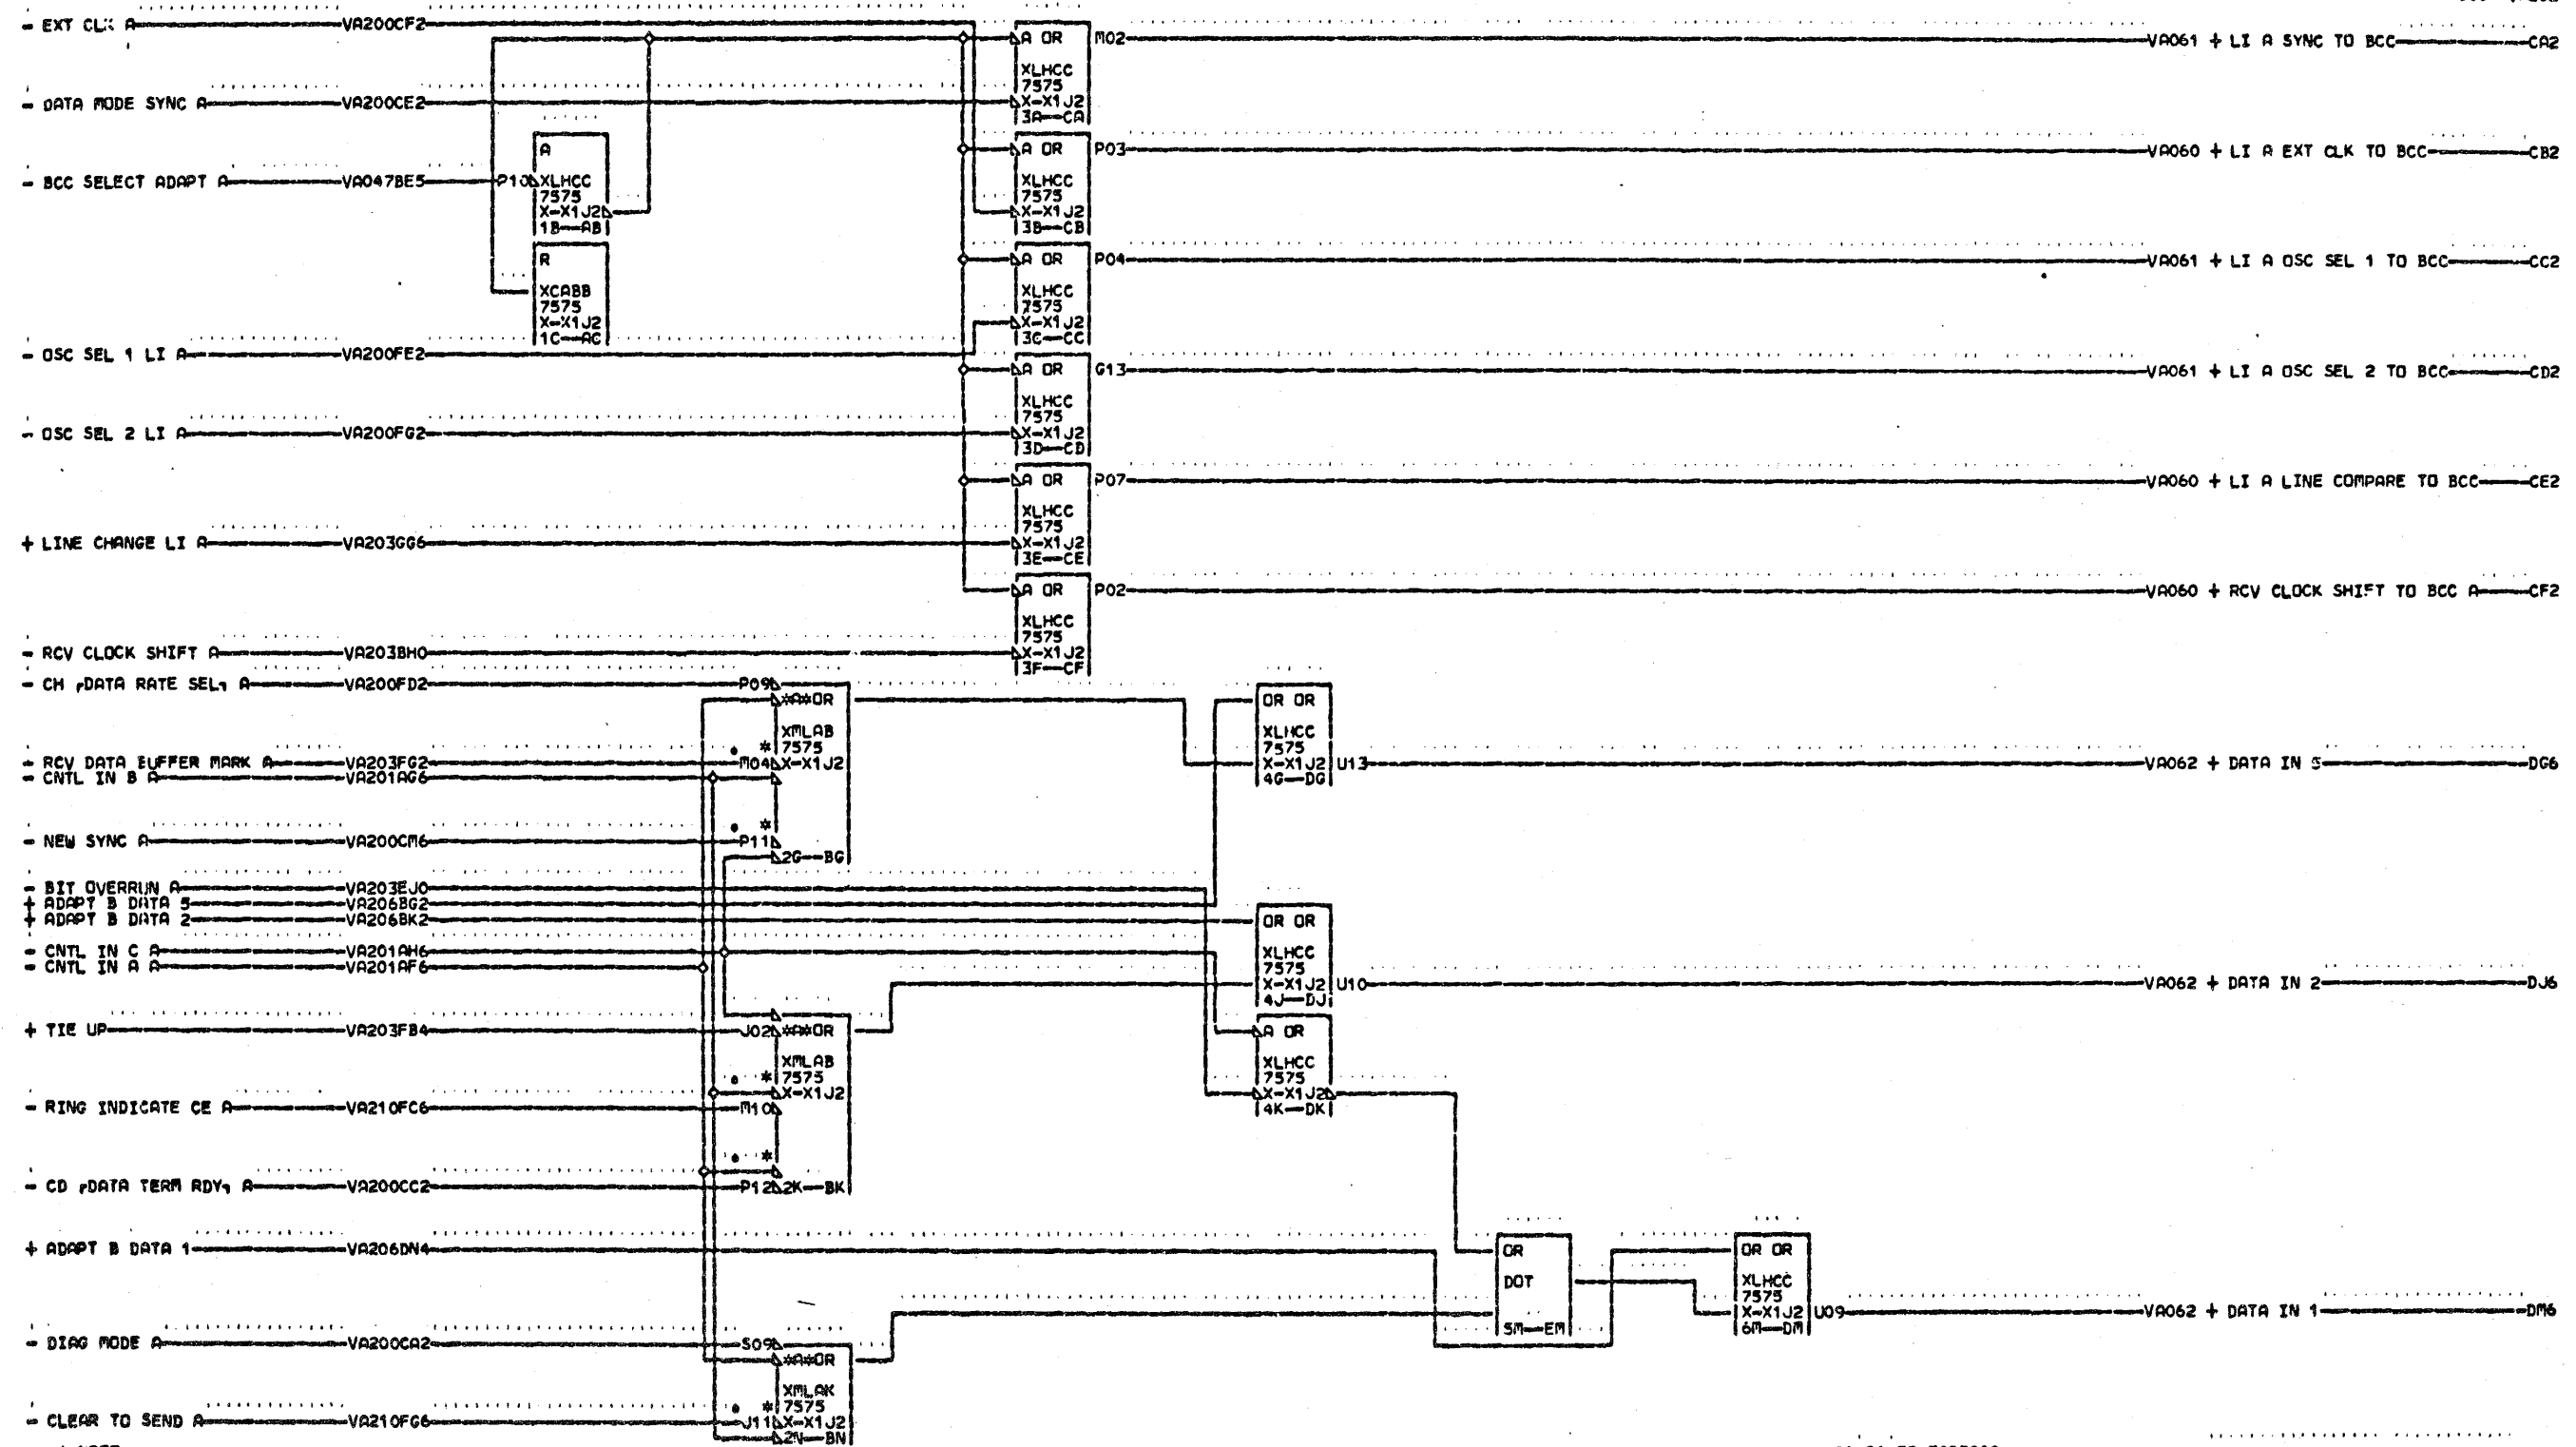 - EXT CLK A VA200CF2
A OR M02 VA061 + LI A SYNC TO BCC CA2
XLHCC
7575
- DATA MODE SYNC A VA200CE2 X-X1J2
3A CA
A OR P03 VA060 + LI A EXT CLK TO BCC CB2
A
- BCC SELECT ADAPT A VA047BE5 P10 XLHCC
7575
X-X1J2
1B AB
XLHCC
7575
X-X1J2
3B CB
R
XCABB
7575
X-X1J2
1C AC
A OR P04 VA061 + LI A OSC SEL 1 TO BCC CC2
XLHCC
7575
X-X1J2
3C CC
- OSC SEL 1 LI A VA200FE2
A OR G13 VA061 + LI A OSC SEL 2 TO BCC CD2
XLHCC
7575
- OSC SEL 2 LI A VA200FG2 X-X1J2
3D CD
A OR P07 VA060 + LI A LINE COMPARE TO BCC CE2
XLHCC
7575
+ LINE CHANGE LI A VA203GG6 X-X1J2
3E CE
A OR P02 VA060 + RCV CLOCK SHIFT TO BCC A CF2
XLHCC
7575
- RCV CLOCK SHIFT A VA203BH0 X-X1J2
3F CF
- CH DATA RATE SEL A VA200FD2 P09
*A*OR
XMLAB
* 7575
- RCV DATA BUFFER MARK A VA203FG2 M04 X-X1J2
- CNTL IN B A VA201AG6
*
- NEW SYNC A VA200CM6 P11
2G BG
OR OR
XLHCC
7575
X-X1J2 U13 VA062 + DATA IN 5 DG6
4G DG
- BIT OVERRUN A VA203EJ0
+ ADAPT B DATA 5 VA206BG2
+ ADAPT B DATA 2 VA206BK2 OR OR
- CNTL IN C A VA201AH6 XLHCC
- CNTL IN A A VA201AF6 7575
X-X1J2 U10 VA062 + DATA IN 2 DJ6
4J DJ
+ TIE UP VA203FB4 J02 *A*OR
XMLAB
* 7575
X-X1J2
- RING INDICATE CE A VA210FC6 M10
*
- CD DATA TERM RDY A VA200CC2 P12 2K BK
A OR
XLHCC
7575
X-X1J2
4K DK
+ ADAPT B DATA 1 VA206DN4
OR
DOT
5M EM
OR OR
XLHCC
7575
X-X1J2 U09 VA062 + DATA IN 1 DM6
6M DM
- DIAG MODE A VA200CA2 S09
*A*OR
XMLAK
* 7575
- CLEAR TO SEND A VA210FG6 J11 X-X1J2
2N BN